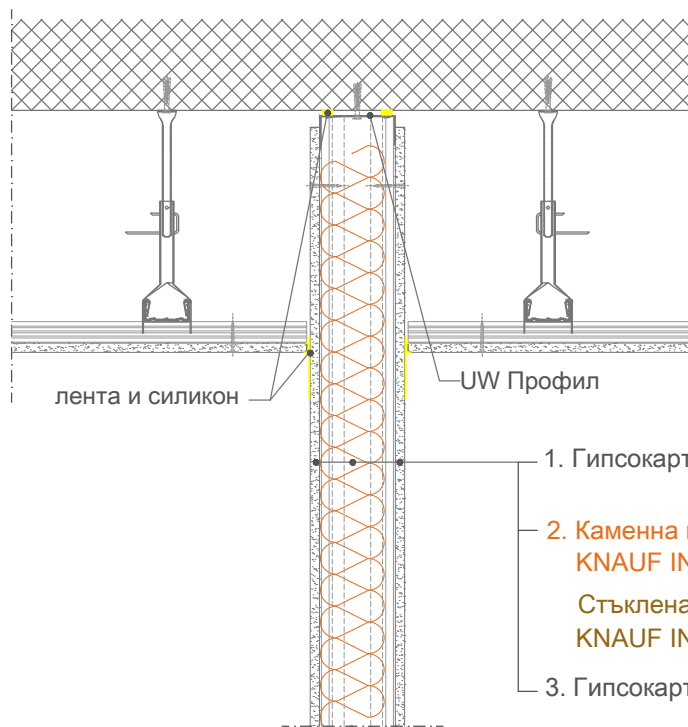 лента и силикон
UW Профил
1. Гипсокарт
2. Каменна
KNAUF IN
Стъклена
KNAUF IN
3. Гипсокарт